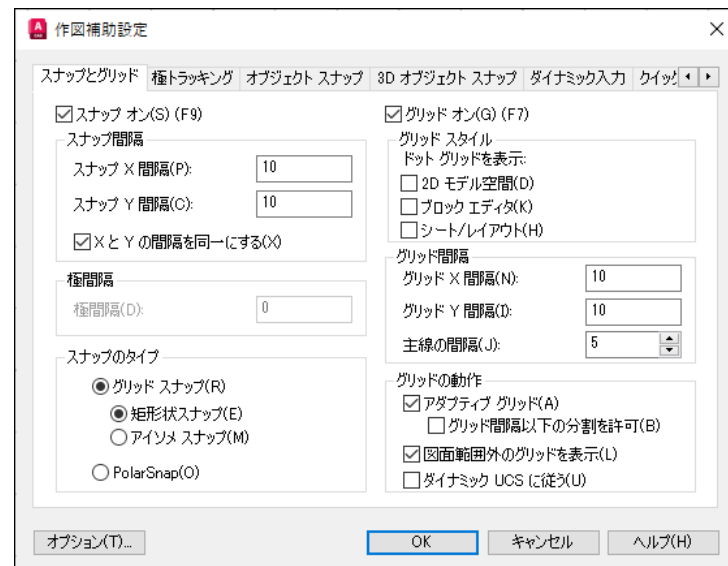 作図補助設定
スナップとグリッド 極トラッキング オブジェクト スナップ 3D オブジェクト スナップ ダイナミック入力 クイック
スナップ オン(S) (F9)
スナップ間隔
スナップ X 間隔(P): 10
スナップ Y 間隔(C): 10
X と Y の間隔を同一にする(X)
極間隔
極間隔(D): 0
スナップのタイプ
グリッド スナップ(R)
矩形状スナップ(E)
アイソメ スナップ(M)
PolarSnap(O)
グリッド オン(G) (F7)
グリッド スタイル
ドット グリッドを表示:
2D モデル空間(D)
ブロック エディタ(K)
シート/レイアウト(H)
グリッド間隔
グリッド X 間隔(N): 10
グリッド Y 間隔(I): 10
主線の間隔(J): 5
グリッドの動作
アダプティブ グリッド(A)
グリッド間隔以下の分割を許可(B)
図面範囲外のグリッドを表示(L)
ダイナミック UCS に従う(U)
オプション(T)... OK キャンセル ヘルプ(H)